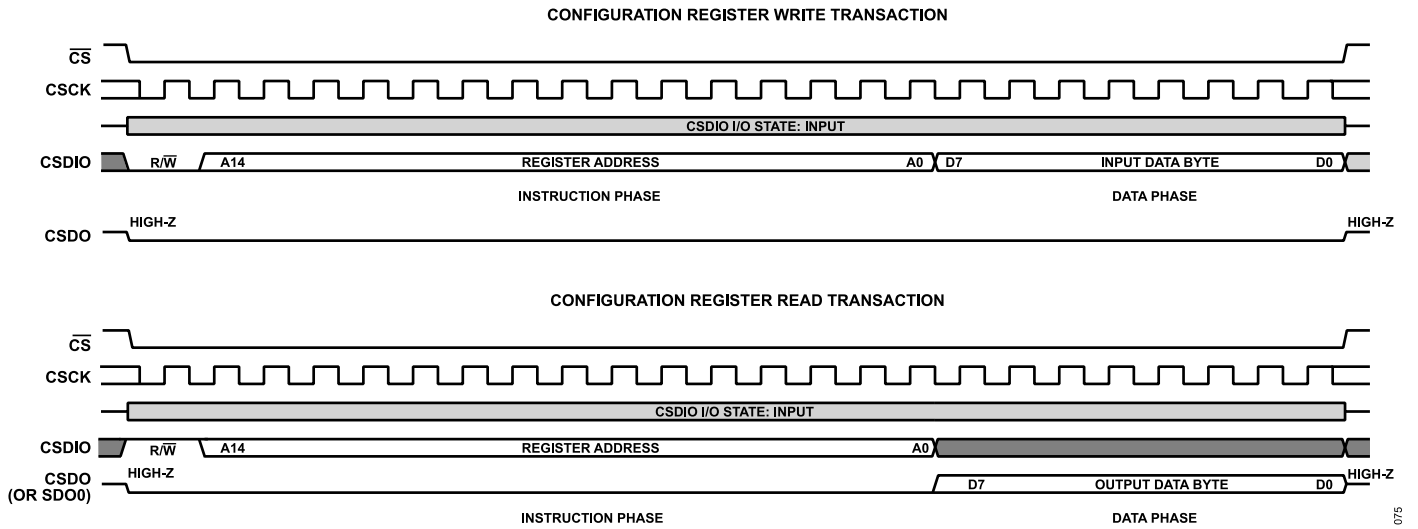 CONFIGURATION REGISTER WRITE TRANSACTION
CS
CSCK
CSDIO I/O STATE: INPUT
CSDIO R/W A14 REGISTER ADDRESS A0 D7 INPUT DATA BYTE D0
INSTRUCTION PHASE DATA PHASE
HIGH-Z HIGH-Z
CSDO
CONFIGURATION REGISTER READ TRANSACTION
CS
CSCK
CSDIO I/O STATE: INPUT
CSDIO R/W A14 REGISTER ADDRESS A0
HIGH-Z HIGH-Z
CSDO D7 OUTPUT DATA BYTE D0
(OR SDO0)
INSTRUCTION PHASE DATA PHASE
075